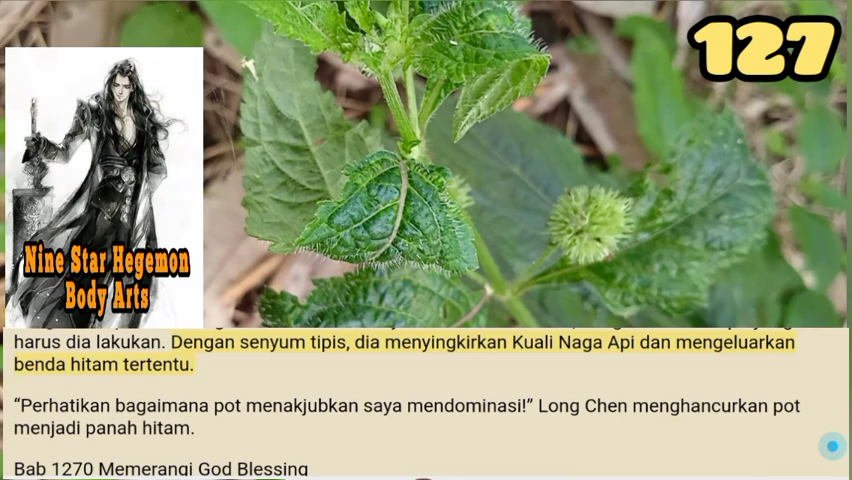 127
Nine Star Hegemon
Body Arts
harus dia lakukan. Dengan senyum tipis, dia menyingkirkan Kuali Naga Api dan mengeluarkan
benda hitam tertentu.
“Perhatikan bagaimana pot menakjubkan saya mendominasi!” Long Chen menghancurkan pot
menjadi panah hitam.
Bab 1270 Memerangi God Blessing